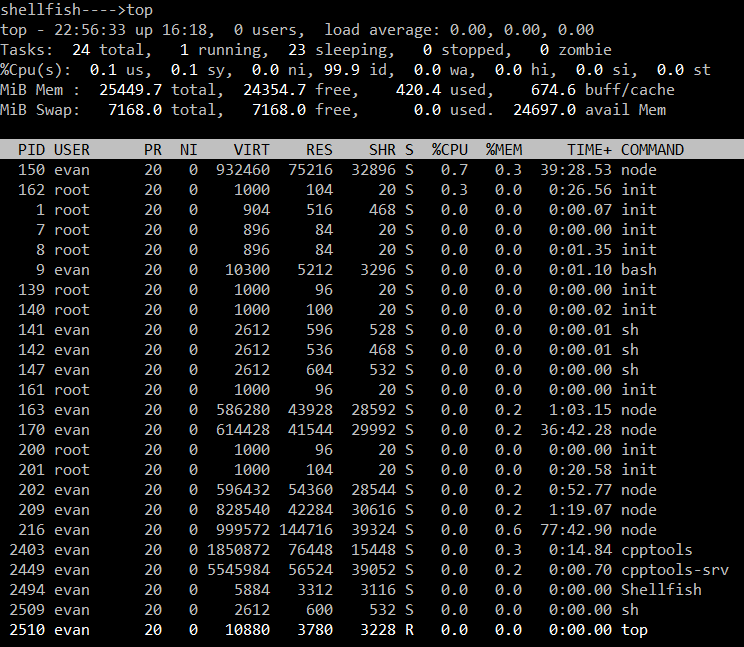 shellfish---->top
top - 22:56:33 up 16:18,  0 users,  load average: 0.00, 0.00, 0.00
Tasks:  24 total,   1 running,  23 sleeping,   0 stopped,   0 zombie
%Cpu(s):  0.1 us,  0.1 sy,  0.0 ni, 99.9 id,  0.0 wa,  0.0 hi,  0.0 si,  0.0 st
MiB Mem :  25449.7 total,  24354.7 free,    420.4 used,    674.6 buff/cache
MiB Swap:   7168.0 total,   7168.0 free,      0.0 used.  24697.0 avail Mem
  PID USER      PR  NI    VIRT    RES    SHR S  %CPU  %MEM     TIME+ COMMAND
  150 evan      20   0  932460  75216  32896 S   0.7   0.3  39:28.53 node
  162 root      20   0    1000    104     20 S   0.3   0.0   0:26.56 init
    1 root      20   0     904    516    468 S   0.0   0.0   0:00.07 init
    7 root      20   0     896     84     20 S   0.0   0.0   0:00.00 init
    8 root      20   0     896     84     20 S   0.0   0.0   0:01.35 init
    9 evan      20   0   10300   5212   3296 S   0.0   0.0   0:01.10 bash
  139 root      20   0    1000     96     20 S   0.0   0.0   0:00.00 init
  140 root      20   0    1000    100     20 S   0.0   0.0   0:00.02 init
  141 evan      20   0    2612    596    528 S   0.0   0.0   0:00.01 sh
  142 evan      20   0    2612    536    468 S   0.0   0.0   0:00.01 sh
  147 evan      20   0    2612    604    532 S   0.0   0.0   0:00.00 sh
  161 root      20   0    1000     96     20 S   0.0   0.0   0:00.00 init
  163 evan      20   0  586280  43928  28592 S   0.0   0.2   1:03.15 node
  170 evan      20   0  614428  41544  29992 S   0.0   0.2  36:42.28 node
  200 root      20   0    1000     96     20 S   0.0   0.0   0:00.00 init
  201 root      20   0    1000    104     20 S   0.0   0.0   0:20.58 init
  202 evan      20   0  596432  54360  28544 S   0.0   0.2   0:52.77 node
  209 evan      20   0  828540  42284  30616 S   0.0   0.2   1:19.07 node
  216 evan      20   0  999572 144716  39324 S   0.0   0.6  77:42.90 node
 2403 evan      20   0 1850872  76448  15448 S   0.0   0.3   0:14.84 cpptools
 2449 evan      20   0 5545984  56524  39052 S   0.0   0.2   0:00.70 cpptools-srv
 2494 evan      20   0    5884   3312   3116 S   0.0   0.0   0:00.00 Shellfish
 2509 evan      20   0    2612    600    532 S   0.0   0.0   0:00.00 sh
 2510 evan      20   0   10880   3780   3228 R   0.0   0.0   0:00.00 top